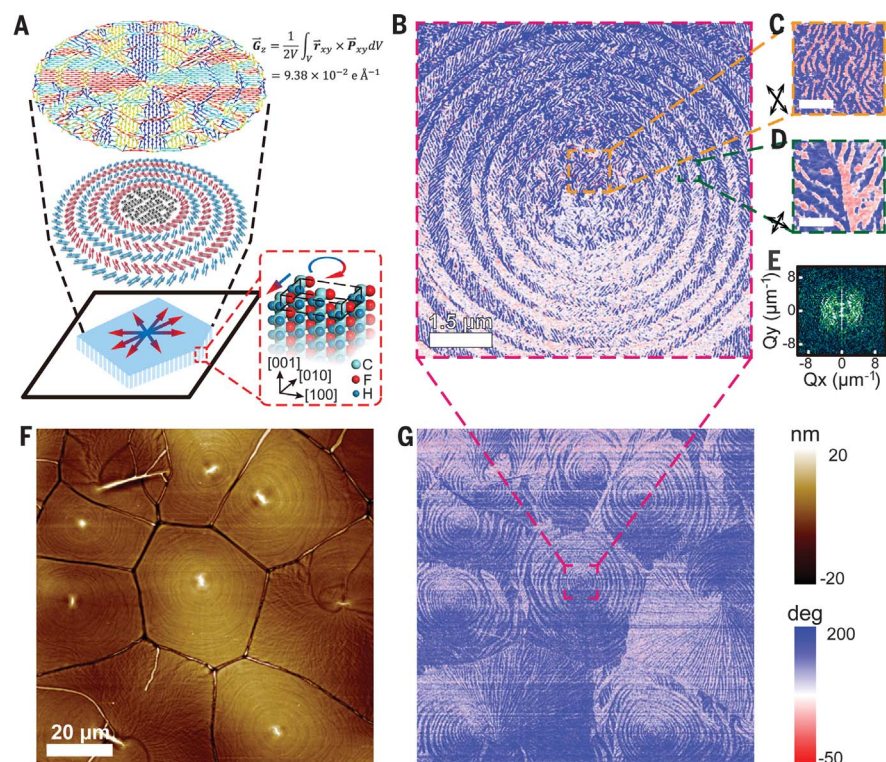 A
G⃗z = 1/2V ∫V r⃗xy × P⃗xy dV
= 9.38 × 10⁻² e Å⁻¹
[001]
[010]
[100]
C
F
H
B
1.5 µm
C
D
E
Qy (µm⁻¹)
8
0
-8
-8 0 8
Qx (µm⁻¹)
F
20 µm
G
nm
20
-20
deg
200
-50